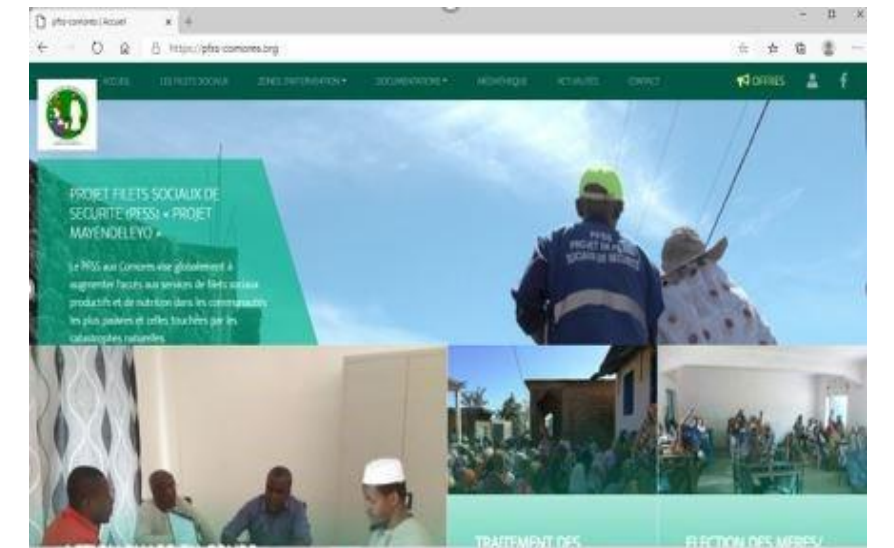 pfss-comores | Accueil
https://pfss-comores.org
ACCUEIL
LES FILETS SOCIAUX
ZONES D'INTERVENTION
DOCUMENTATIONS
MÉDIATHÈQUE
ACTUALITÉS
CONTACT
OFFRES
PROJET FILETS SOCIAUX DE
SECURITE (PFSS) « PROJET
MAYENDELEYO »
Le PFSS aux Comores vise globalement à
augmenter l'accès aux services de filets sociaux
productifs et de nutrition dans les communautés
les plus pauvres et celles touchées par les
catastrophes naturelles.
PFSS
PROJET DE FILETS
SOCIAUX DE SECURITE
TRAITEMENT DES
ELECTION DES MERES/